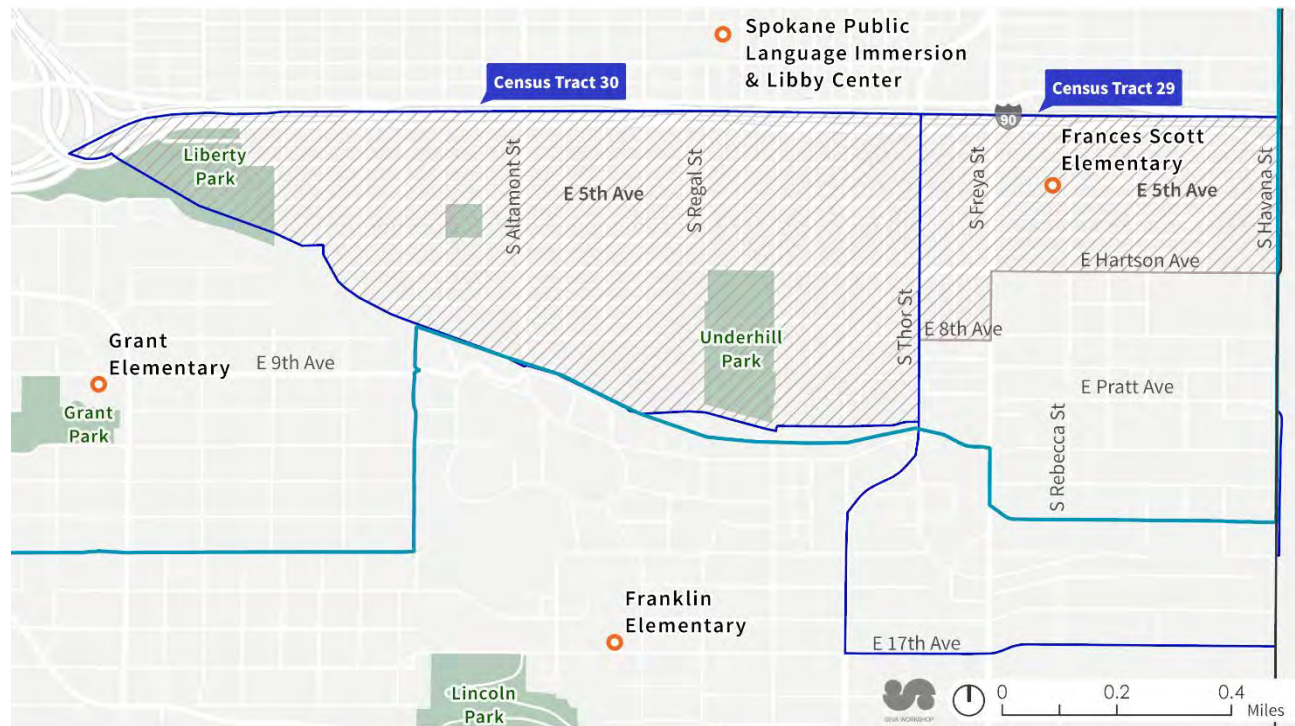 Spokane Public
Language Immersion
& Libby Center
Census Tract 30
Census Tract 29
90
Frances Scott
Elementary
Liberty
Park
S Altamont St
E 5th Ave
S Regal St
S Freya St
E 5th Ave
S Havana St
E Hartson Ave
S Thor St
E 8th Ave
Underhill
Park
Grant
Elementary
E 9th Ave
Grant
Park
E Pratt Ave
S Rebecca St
Franklin
Elementary
E 17th Ave
Lincoln
Park
SEVA WORKSHOP
0 0.2 0.4
Miles